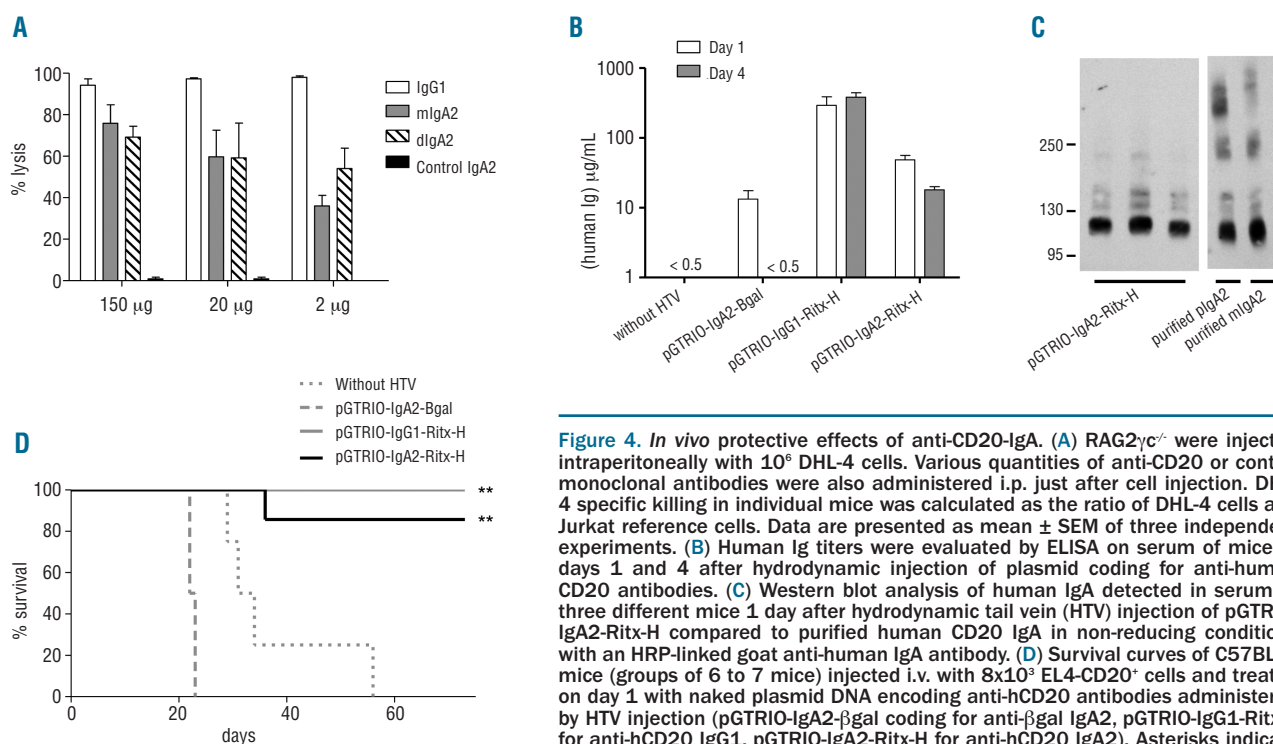 A
% lysis
100
80
60
40
20
0
150 µg
20 µg
2 µg
IgG1
mIgA2
dIgA2
Control IgA2
B
Day 1
Day 4
(human Ig) µg/mL
1000
100
10
1
< 0.5
< 0.5
without HTV
pGTRIO-IgA2-Bgal
pGTRIO-IgG1-Ritx-H
pGTRIO-IgA2-Ritx-H
C
250
130
95
pGTRIO-IgA2-Ritx-H
purified pIgA2
purified mIgA2
Without HTV
pGTRIO-IgA2-Bgal
pGTRIO-IgG1-Ritx-H
pGTRIO-IgA2-Ritx-H
D
% survival
100
80
60
40
20
0
**
**
0
20
40
60
days
Figure 4. In vivo protective effects of anti-CD20-IgA. (A) RAG2γc-/- were inject
intraperitoneally with 10⁶ DHL-4 cells. Various quantities of anti-CD20 or cont
monoclonal antibodies were also administered i.p. just after cell injection. D
4 specific killing in individual mice was calculated as the ratio of DHL-4 cells a
Jurkat reference cells. Data are presented as mean ± SEM of three independe
experiments. (B) Human Ig titers were evaluated by ELISA on serum of mice
days 1 and 4 after hydrodynamic injection of plasmid coding for anti-hum
CD20 antibodies. (C) Western blot analysis of human IgA detected in serum
three different mice 1 day after hydrodynamic tail vein (HTV) injection of pGTR
IgA2-Ritx-H compared to purified human CD20 IgA in non-reducing conditio
with an HRP-linked goat anti-human IgA antibody. (D) Survival curves of C57BL
mice (groups of 6 to 7 mice) injected i.v. with 8x10³ EL4-CD20⁺ cells and treat
on day 1 with naked plasmid DNA encoding anti-hCD20 antibodies administer
by HTV injection (pGTRIO-IgA2-βgal coding for anti-βgal IgA2, pGTRIO-IgG1-Ritx
for anti-hCD20 IgG1, pGTRIO-IgA2-Ritx-H for anti-hCD20 IgA2). Asterisks indica